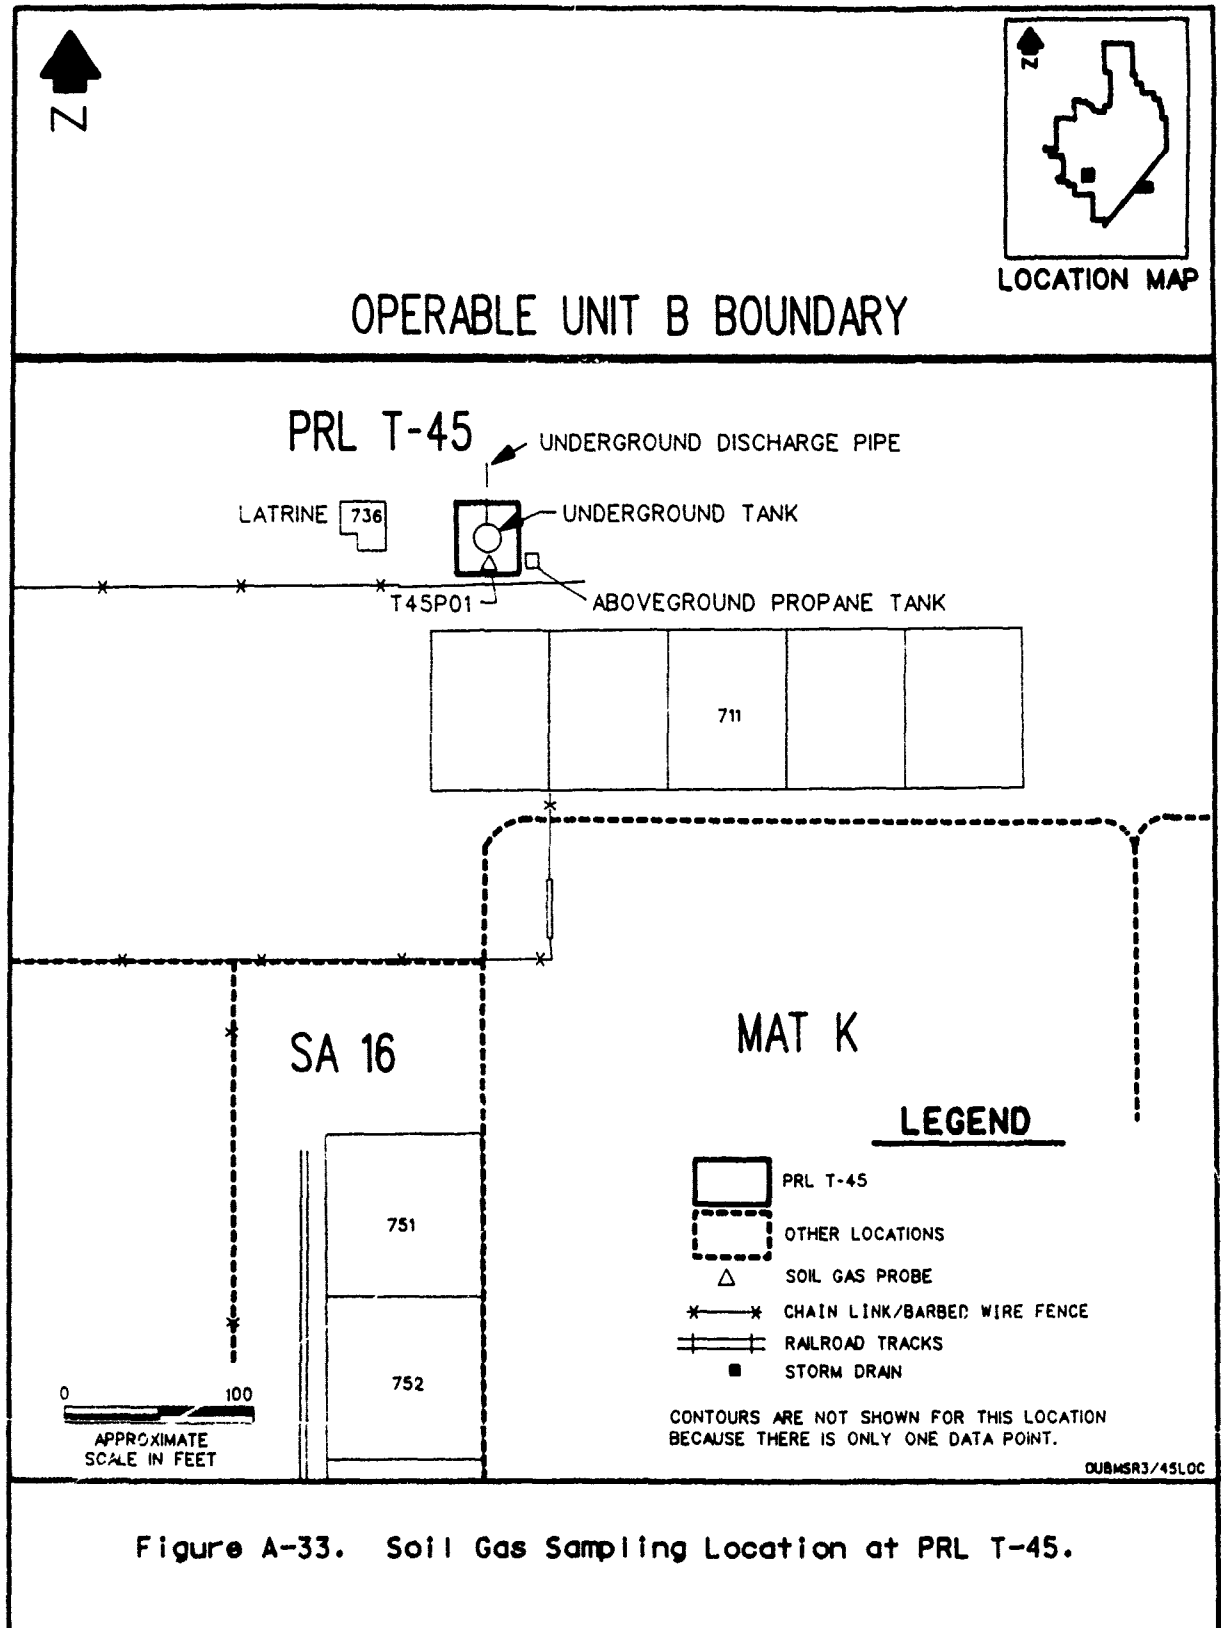 N
N
LOCATION MAP
OPERABLE UNIT B BOUNDARY
PRL T-45
UNDERGROUND DISCHARGE PIPE
LATRINE 736
UNDERGROUND TANK
T45P01
ABOVEGROUND PROPANE TANK
711
SA 16
MAT K
LEGEND
PRL T-45
OTHER LOCATIONS
SOIL GAS PROBE
CHAIN LINK/BARBED WIRE FENCE
RAILROAD TRACKS
STORM DRAIN
751
752
0 100
APPROXIMATE
SCALE IN FEET
CONTOURS ARE NOT SHOWN FOR THIS LOCATION
BECAUSE THERE IS ONLY ONE DATA POINT.
OUBMSR3/45LOC
Figure A-33. Soil Gas Sampling Location at PRL T-45.